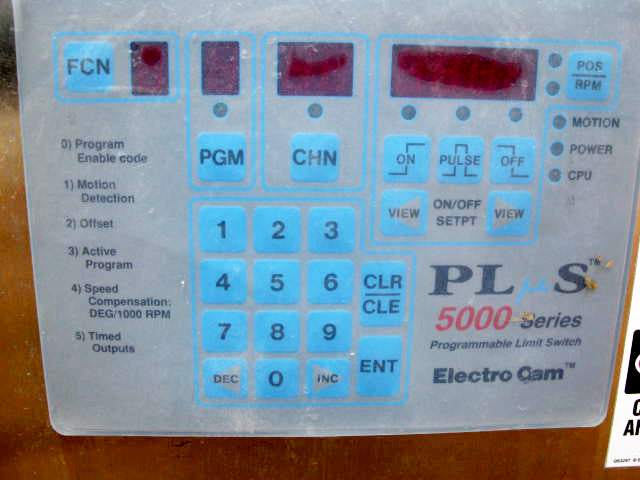 FCN
POS
RPM
MOTION
POWER
CPU
PGM
CHN
ON
PULSE
OFF
VIEW
ON/OFF
SETPT
VIEW
0) Program
Enable code
1) Motion
Detection
2) Offset
3) Active
Program
4) Speed
Compensation:
DEG/1000 RPM
5) Timed
Outputs
1 2 3
4 5 6
CLR
CLE
7 8 9
DEC 0 INC
ENT
PLµS™
5000 Series
Programmable Limit Switch
Electro Cam™